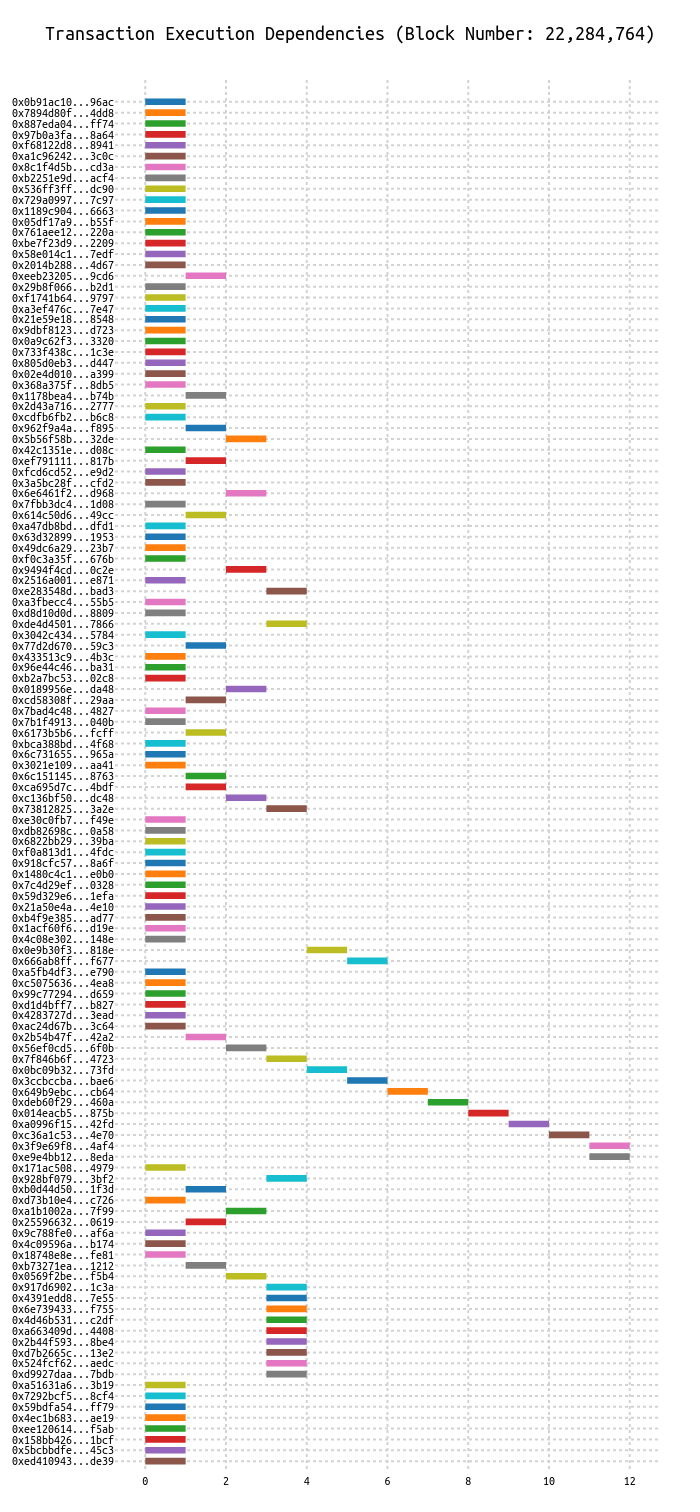 Transaction Execution Dependencies (Block Number: 22,284,764)
0x0b91ac10...96ac
0x7894d80f...4dd8
0x887eda04...ff74
0x97b0a3fa...8a64
0xf68122d8...8941
0xa1c96242...3c0c
0x8c1f4d5b...cd3a
0xb2251e9d...acf4
0x536ff3ff...dc90
0x729a0997...7c97
0x1189c904...6663
0x05df17a9...b55f
0x761aee12...220a
0xbe7f23d9...2209
0x58e014c1...7edf
0x2014b288...4d67
0xeeb23205...9cd6
0x29b8f066...b2d1
0xf1741b64...9797
0xa3ef476c...7e47
0x21e59e18...8548
0x9dbf8123...d723
0x0a9c62f3...3320
0x733f438c...1c3e
0x805d0eb3...d447
0x02e4d010...a399
0x368a375f...8db5
0x1178bea4...b74b
0x2d43a716...2777
0xcdfb6fb2...b6c8
0x962f9a4a...f895
0x5b56f58b...32de
0x42c1351e...d08c
0xef791111...817b
0xfcd6cd52...e9d2
0x3a5bc28f...cfd2
0x6e6461f2...d968
0x7fbb3dc4...1d08
0x614c50d6...49cc
0xa47db8bd...dfd1
0x63d32899...1953
0x49dc6a29...23b7
0xf0c3a35f...676b
0x9494f4cd...0c2e
0x2516a001...e871
0xe283548d...bad3
0xa3fbecc4...55b5
0xd8d10d0d...8809
0xde4d4501...7866
0x3042c434...5784
0x77d2d670...59c3
0x433513c9...4b3c
0x96e44c46...ba31
0xb2a7bc53...02c8
0x0189956e...da48
0xcd58308f...29aa
0x7bad4c48...4827
0x7b1f4913...040b
0x6173b5b6...fcff
0xbca388bd...4f68
0x6c731655...965a
0x3021e109...aa41
0x6c151145...8763
0xca695d7c...4bdf
0xc136bf50...dc48
0x73812825...3a2e
0xe30c0fb7...f49e
0xdb82698c...0a58
0x6822bb29...39ba
0xf0a813d1...4fdc
0x918cfc57...8a6f
0x1480c4c1...e0b0
0x7c4d29ef...0328
0x59d329e6...1efa
0x21a50e4a...4e10
0xb4f9e385...ad77
0x1acf60f6...d19e
0x4c08e302...148e
0x0e9b30f3...818e
0x666ab8ff...f677
0xa5fb4df3...e790
0xc5075636...4ea8
0x99c77294...d659
0xd1d4bff7...b827
0x4283727d...3ead
0xac24d67b...3c64
0x2b54b47f...42a2
0x56ef0cd5...6f0b
0x7f846b6f...4723
0x0bc09b32...73fd
0x3ccbccba...bae6
0x649b9ebc...cb64
0xdeb60f29...460a
0x014eacb5...875b
0xa0996f15...42fd
0xc36a1c53...4e70
0x3f9e69f8...4af4
0xe9e4bb12...8eda
0x171ac508...4979
0x928bf079...3bf2
0xb0d44d50...1f3d
0xd73b10e4...c726
0xa1b1002a...7f99
0x25596632...0619
0x9c788fe0...af6a
0x4c09596a...b174
0x18748e8e...fe81
0xb73271ea...1212
0x0569f2be...f5b4
0x917d6902...1c3a
0x4391edd8...7e55
0x6e739433...f755
0x4d46b531...c2df
0xa663409d...4408
0x2b44f593...8be4
0xd7b2665c...13e2
0x524fcf62...aedc
0xd9927daa...7bdb
0xa51631a6...3b19
0x7292bcf5...8cf4
0x59bdfa54...ff79
0x4ec1b683...ae19
0xee120614...f5ab
0x158bb426...1bcf
0x5bcbbdfe...45c3
0xed410943...de39
0 2 4 6 8 10 12